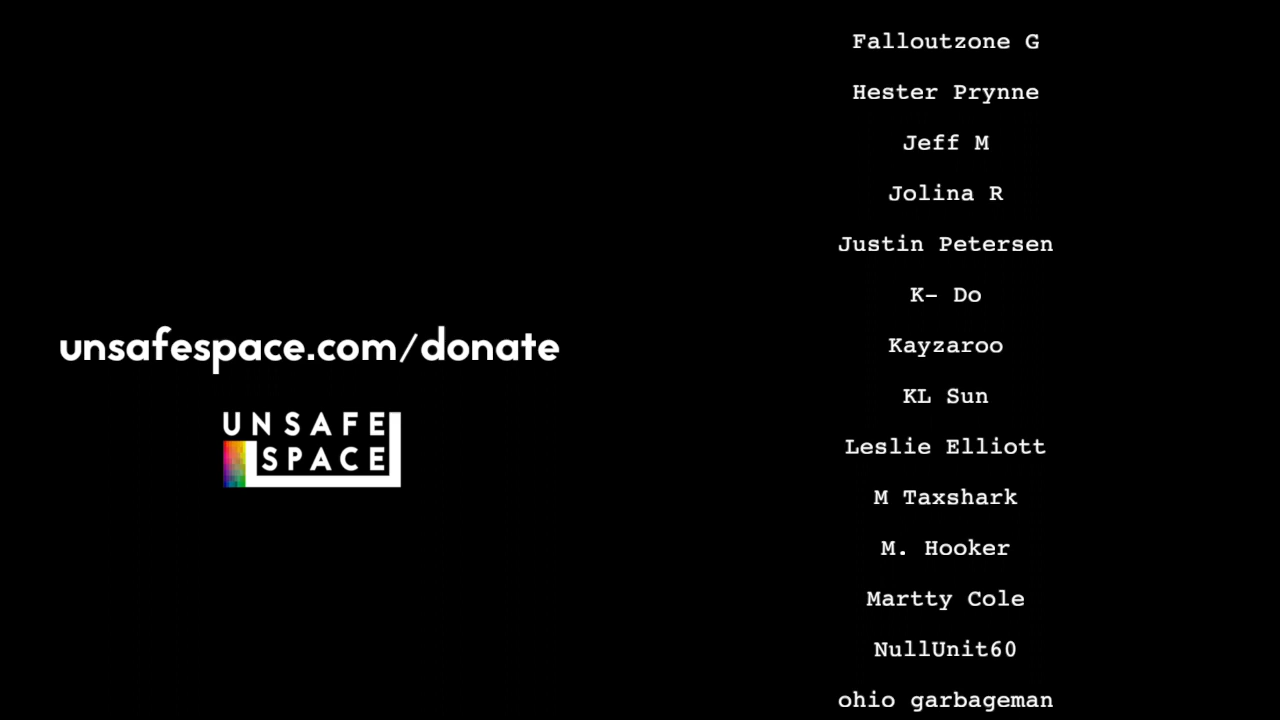 unsafespace.com/donate
UNSAFE
SPACE
Falloutzone G
Hester Prynne
Jeff M
Jolina R
Justin Petersen
K- Do
Kayzaroo
KL Sun
Leslie Elliott
M Taxshark
M. Hooker
Martty Cole
NullUnit60
ohio garbageman